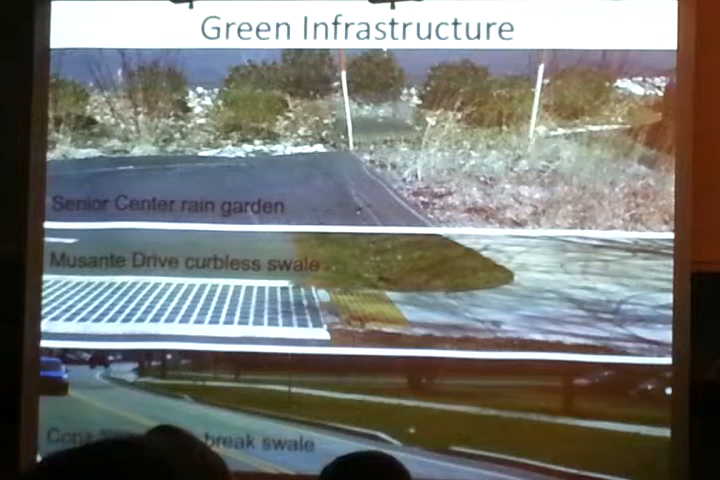 Green Infrastructure
Senior Center rain garden
Musante Drive curbless swale
break swale